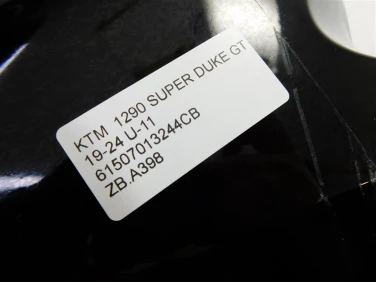 KTM 1290 SUPER DUKE GT
19-24 U-11
61507013244CB
ZB.A398